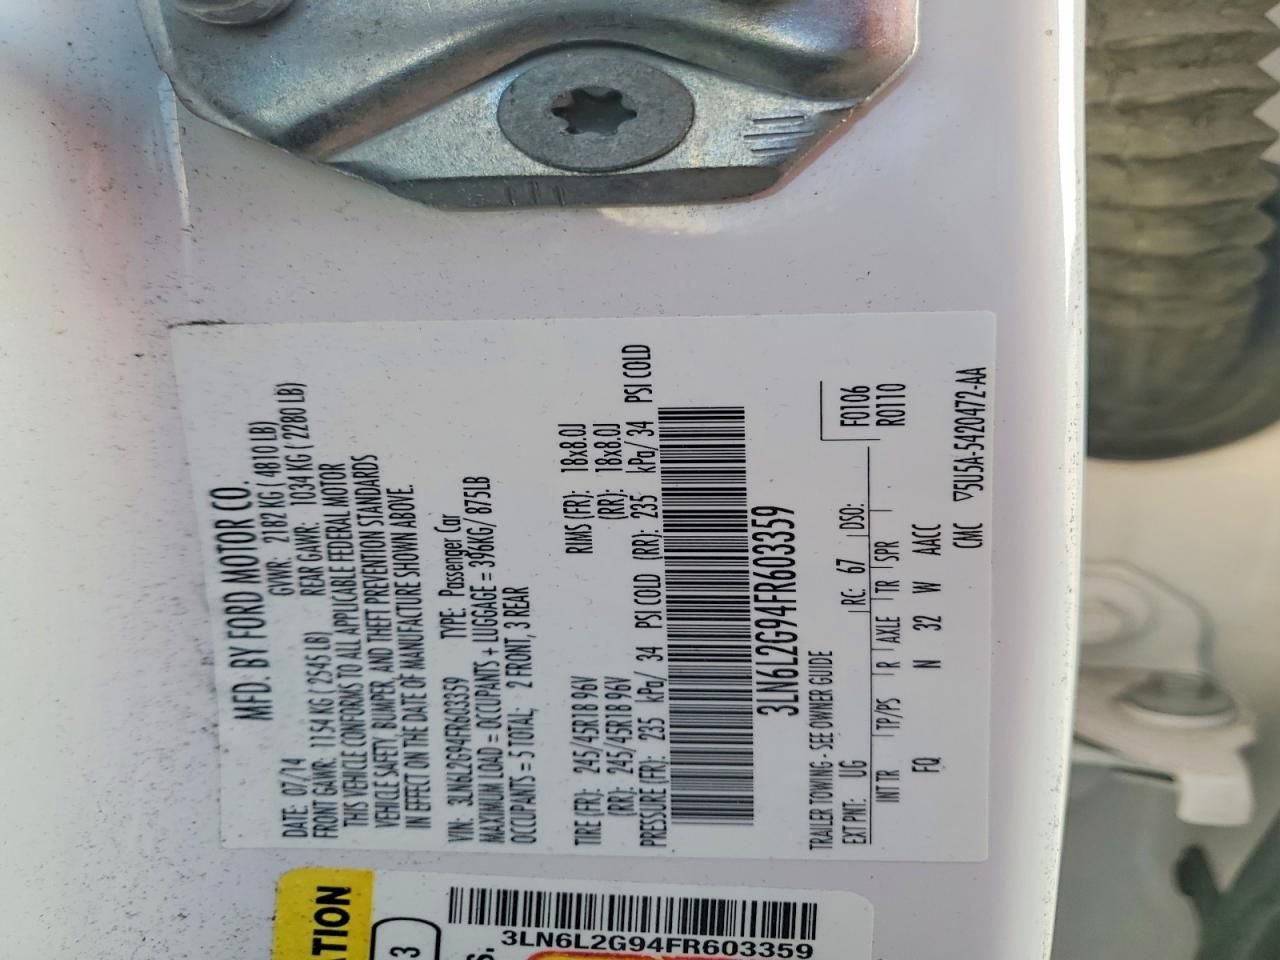 MFD. BY FORD MOTOR CO.
DATE: 07/14 GVWR: 2182 KG ( 4810 LB)
FRONT GAWR: 1154 KG ( 2545 LB) REAR GAWR: 1034 KG ( 2280 LB)
THIS VEHICLE CONFORMS TO ALL APPLICABLE FEDERAL MOTOR
VEHICLE SAFETY BUMPER, AND THEFT PREVENTION STANDARDS
IN EFFECT ON THE DATE OF MANUFACTURE SHOWN ABOVE.
VIN: 3LN6L2G94FR603359 TYPE: Passenger Car
MAXIMUM LOAD = OCCUPANTS + LUGGAGE = 396KG/ 875LB
OCCUPANTS = 5 TOTAL, 2 FRONT, 3 REAR
TIRE (FR): 245/45R18 96V RIMS (FR): 18x8.0J
(RR): 245/45R18 96V (RR): 18x8.0J
PRESSURE (FR): 235 kPa/ 34 PSI COLD (RR): 235 kPa/ 34 PSI COLD
3LN6L2G94FR603359
TRAILER TOWING - SEE OWNER GUIDE
EXT PNT: UG RC: 67 DSO: F0106
INT TR TP/PS R AXLE TR SPR R0110
FQ N 32 W AACC
CMC ▽5U5A-5420472-AA
ATION
3
S.
3LN6L2G94FR603359